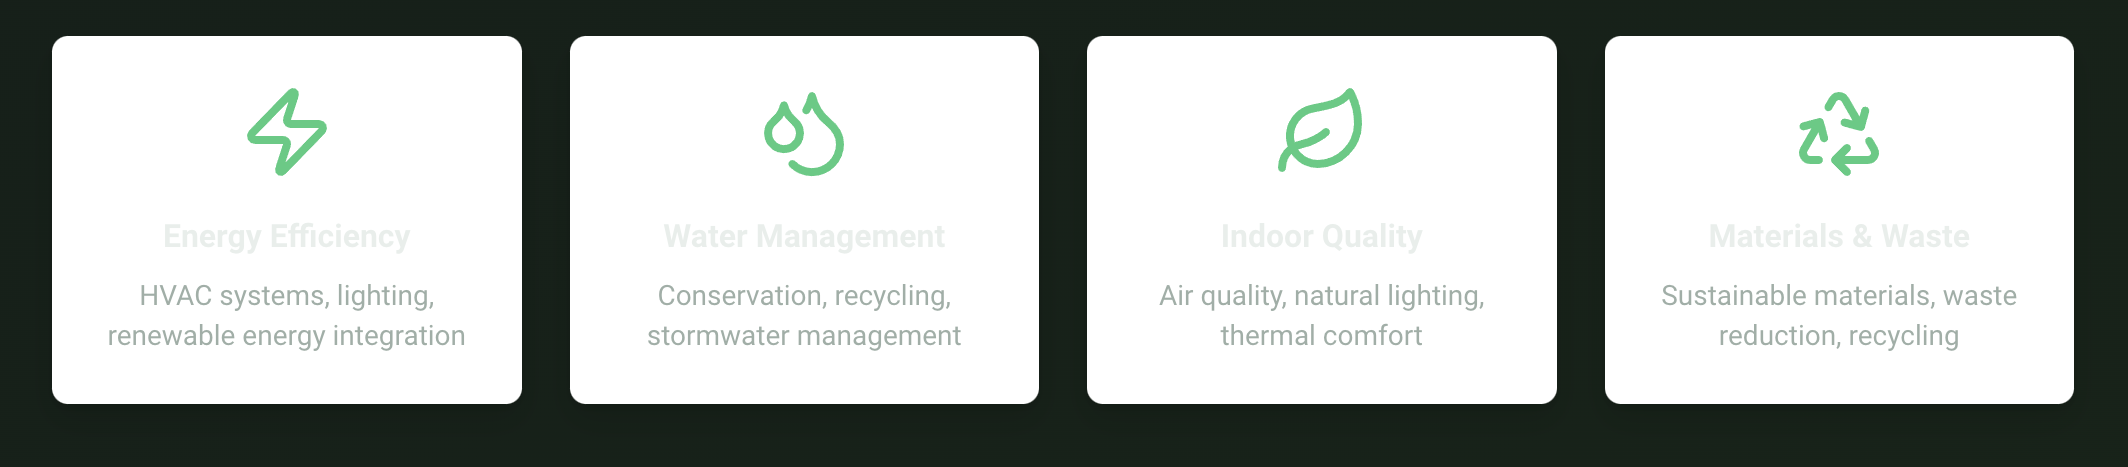 Energy Efficiency
HVAC systems, lighting,
renewable energy integration
Water Management
Conservation, recycling,
stormwater management
Indoor Quality
Air quality, natural lighting,
thermal comfort
Materials & Waste
Sustainable materials, waste
reduction, recycling